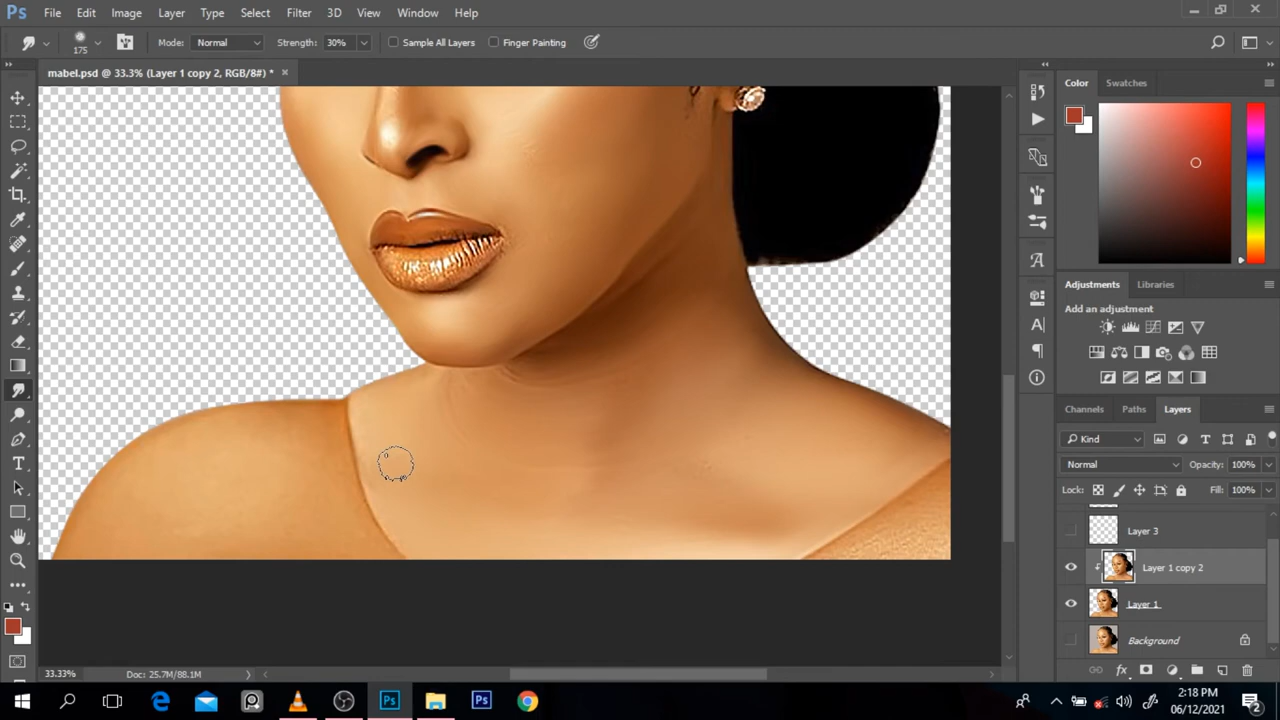 Ps File Edit Image Layer Type Select Filter 3D View Window Help
175 Mode: Normal Strength: 30% Sample All Layers Finger Painting
mabel.psd @ 33.3% (Layer 1 copy 2, RGB/8#) *
Color Swatches
Adjustments Libraries
Add an adjustment
Channels Paths Layers
Kind
Normal Opacity: 100%
Lock: Fill: 100%
Layer 3
Layer 1 copy 2
Layer 1
Background
33.33% Doc: 25.7M/88.1M
Ps Ps
2:18 PM
06/12/2021
2